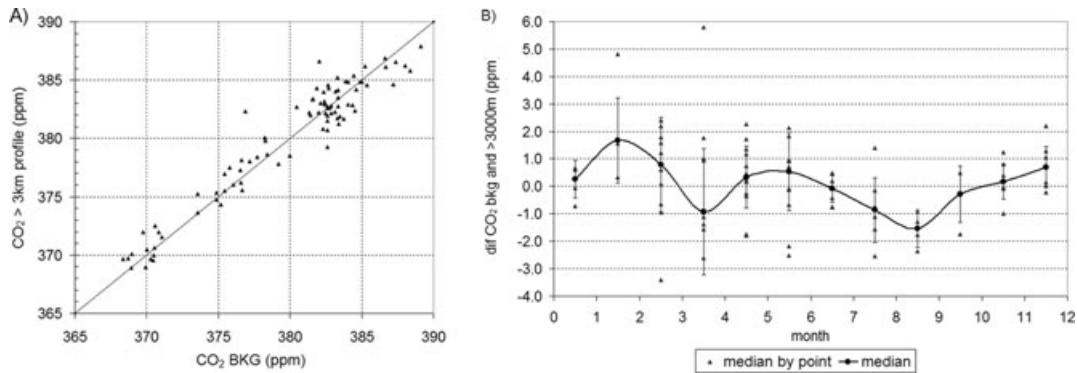 A)
CO₂ > 3km profile (ppm)
390
385
380
375
370
365
365 370 375 380 385 390
CO₂ BKG (ppm)
B)
dif CO₂ bkg and >3000m (ppm
6.0
5.0
4.0
3.0
2.0
1.0
0.0
-1.0
-2.0
-3.0
-4.0
0 1 2 3 4 5 6 7 8 9 10 11 12
month
median by point median